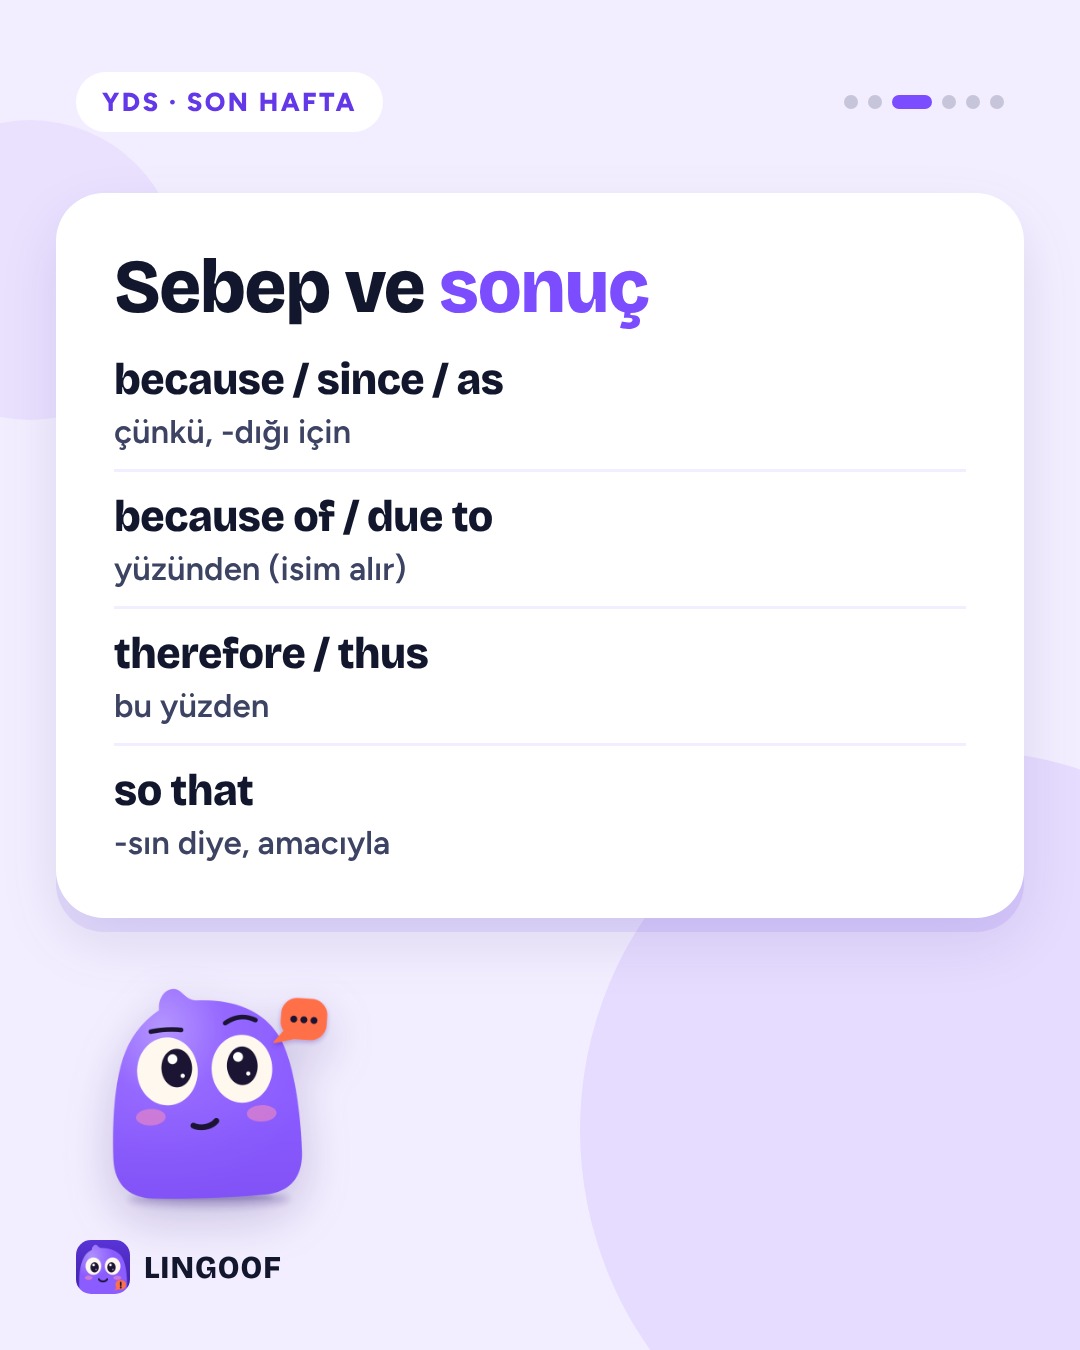 YDS · SON HAFTA
Sebep ve sonuç
because / since / as
çünkü, -dığı için
because of / due to
yüzünden (isim alır)
therefore / thus
bu yüzden
so that
-sın diye, amacıyla
LINGOOF